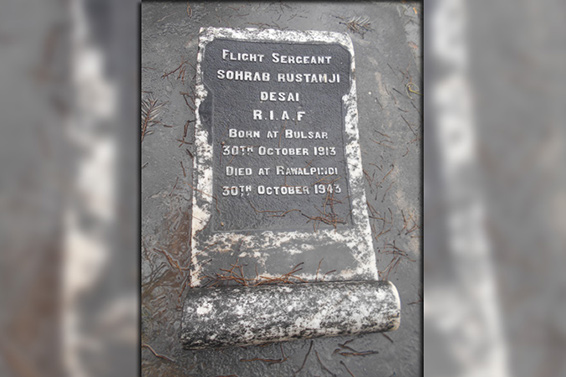 FLIGHT SERGEANT
SOHRAB RUSTAMJI
DESAI
R.I.A.F
BORN AT BULSAR
30TH OCTOBER 1913
DIED AT RAWALPINDI
30TH OCTOBER 1943